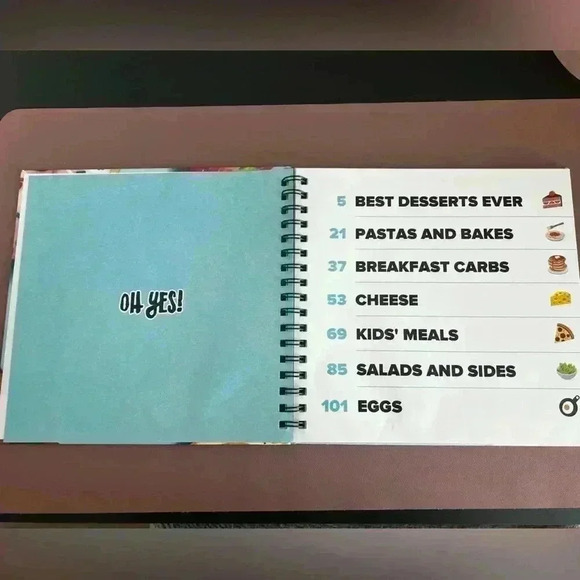 OH YES!
5 BEST DESSERTS EVER
21 PASTAS AND BAKES
37 BREAKFAST CARBS
53 CHEESE
69 KIDS' MEALS
85 SALADS AND SIDES
101 EGGS